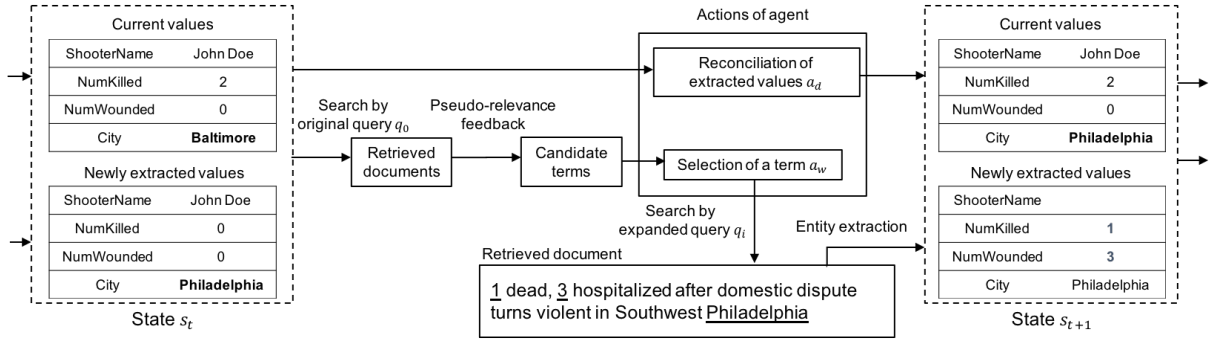 Current values
ShooterName John Doe
NumKilled 2
NumWounded 0
City Baltimore
Newly extracted values
ShooterName John Doe
NumKilled 0
NumWounded 0
City Philadelphia
State s_t
Search by
original query q_0
Retrieved
documents
Pseudo-relevance
feedback
Candidate
terms
Actions of agent
Reconciliation of
extracted values a_d
Selection of a term a_w
Search by
expanded query q_i
Entity extraction
Retrieved document
1 dead, 3 hospitalized after domestic dispute
turns violent in Southwest Philadelphia
Current values
ShooterName John Doe
NumKilled 2
NumWounded 0
City Philadelphia
Newly extracted values
ShooterName
NumKilled 1
NumWounded 3
City Philadelphia
State s_{t+1}